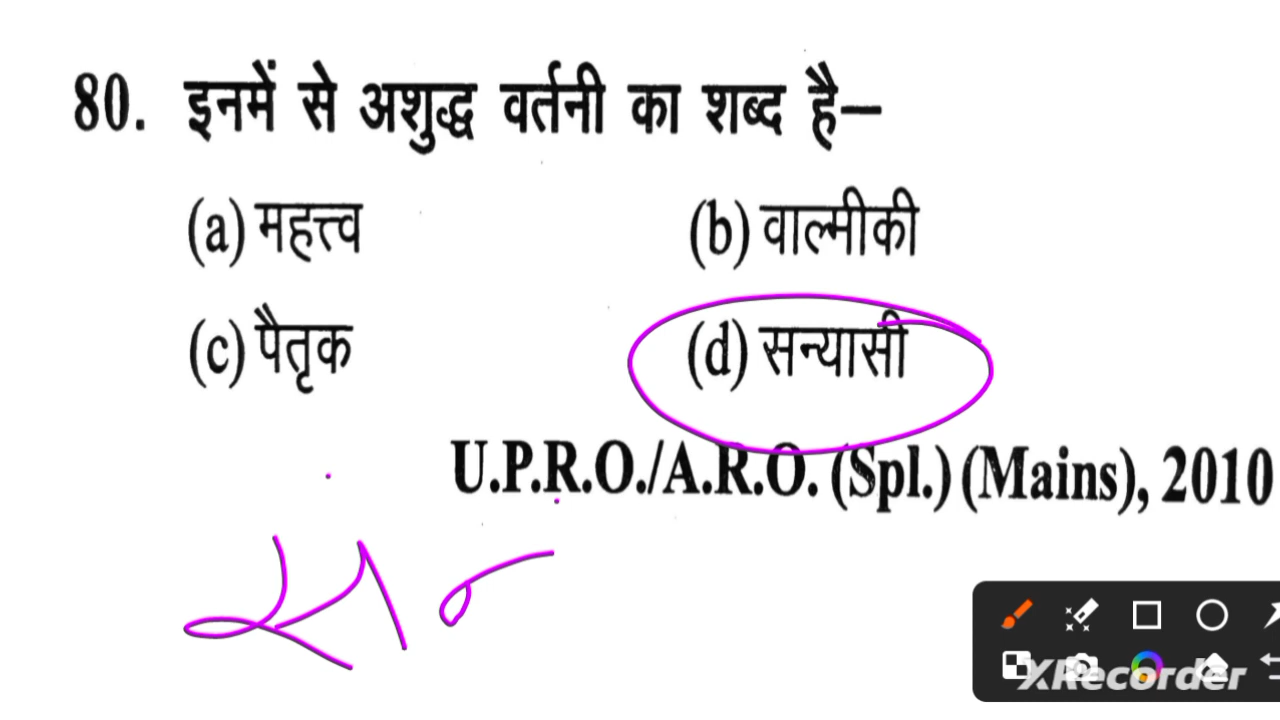 80. इनमें से अशुद्ध वर्तनी का शब्द है–
(a) महत्त्व (b) वाल्मीकी
(c) पैतृक (d) सन्यासी
U.P.R.O./A.R.O. (Spl.) (Mains), 2010
XRecorder